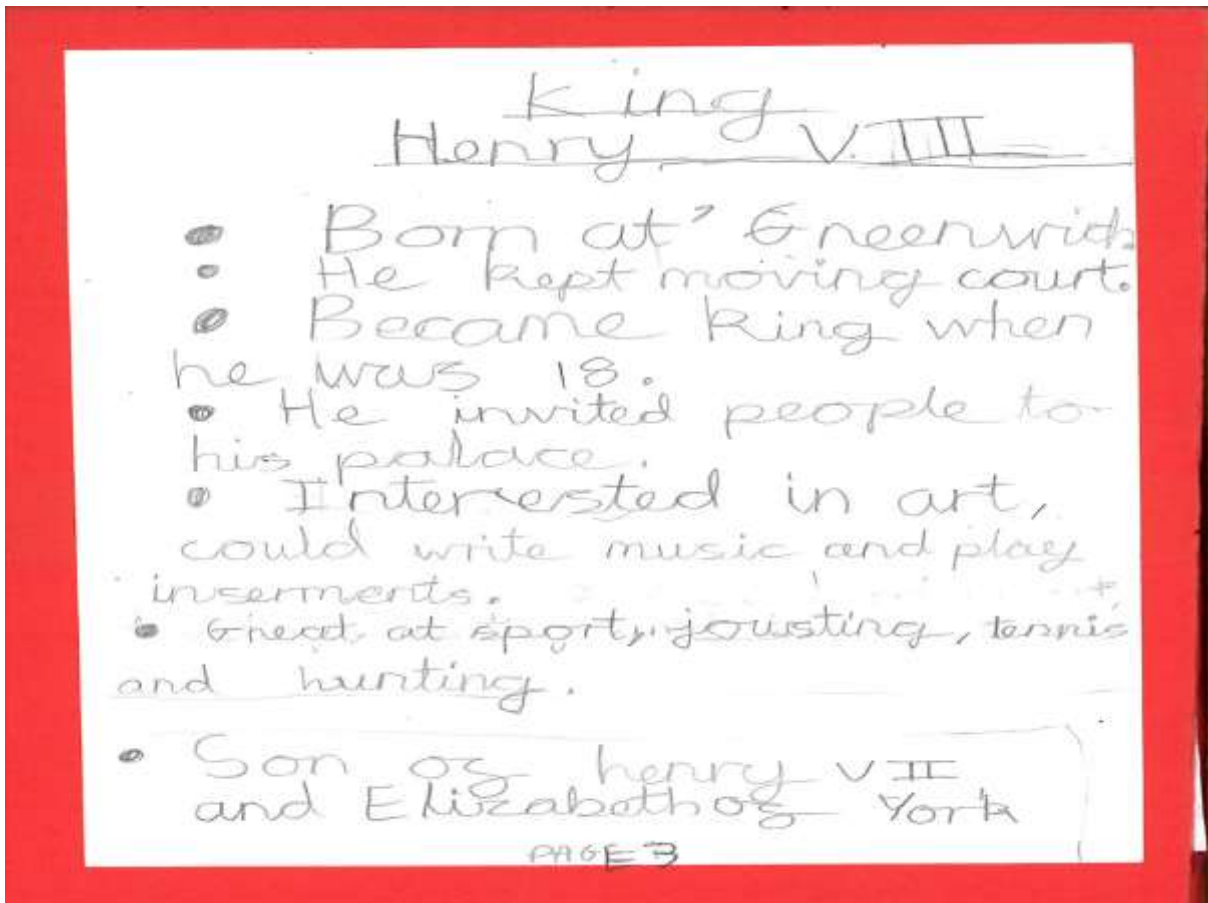 King
Henry VIII
• Born at Greenwich
• He kept moving court.
• Became king when
he was 18.
• He invited people to
his palace.
• Interested in art,
could write music and play
inserments.
• Great at sport, jousting, tennis
and hunting.
• Son of henry VII
and Elizabeth of York
PAGE 3